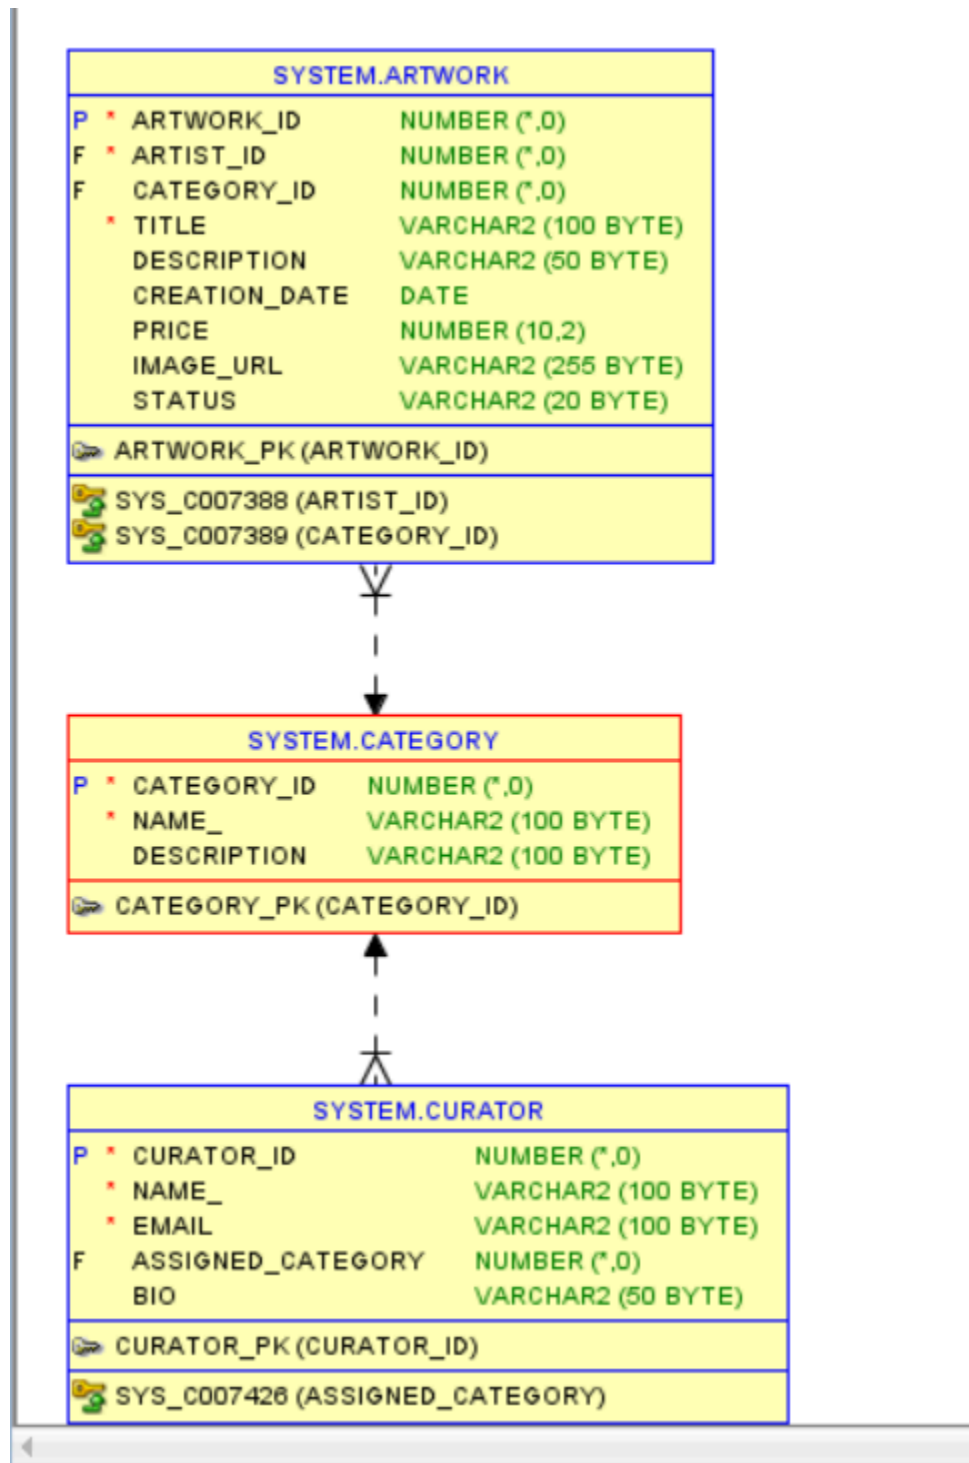 SYSTEM.ARTWORK
P * ARTWORK_ID NUMBER (*,0)
F * ARTIST_ID NUMBER (*,0)
F CATEGORY_ID NUMBER (*,0)
* TITLE VARCHAR2 (100 BYTE)
DESCRIPTION VARCHAR2 (50 BYTE)
CREATION_DATE DATE
PRICE NUMBER (10,2)
IMAGE_URL VARCHAR2 (255 BYTE)
STATUS VARCHAR2 (20 BYTE)
ARTWORK_PK (ARTWORK_ID)
SYS_C007388 (ARTIST_ID)
SYS_C007389 (CATEGORY_ID)
SYSTEM.CATEGORY
P * CATEGORY_ID NUMBER (*,0)
* NAME_ VARCHAR2 (100 BYTE)
DESCRIPTION VARCHAR2 (100 BYTE)
CATEGORY_PK (CATEGORY_ID)
SYSTEM.CURATOR
P * CURATOR_ID NUMBER (*,0)
* NAME_ VARCHAR2 (100 BYTE)
* EMAIL VARCHAR2 (100 BYTE)
F ASSIGNED_CATEGORY NUMBER (*,0)
BIO VARCHAR2 (50 BYTE)
CURATOR_PK (CURATOR_ID)
SYS_C007426 (ASSIGNED_CATEGORY)